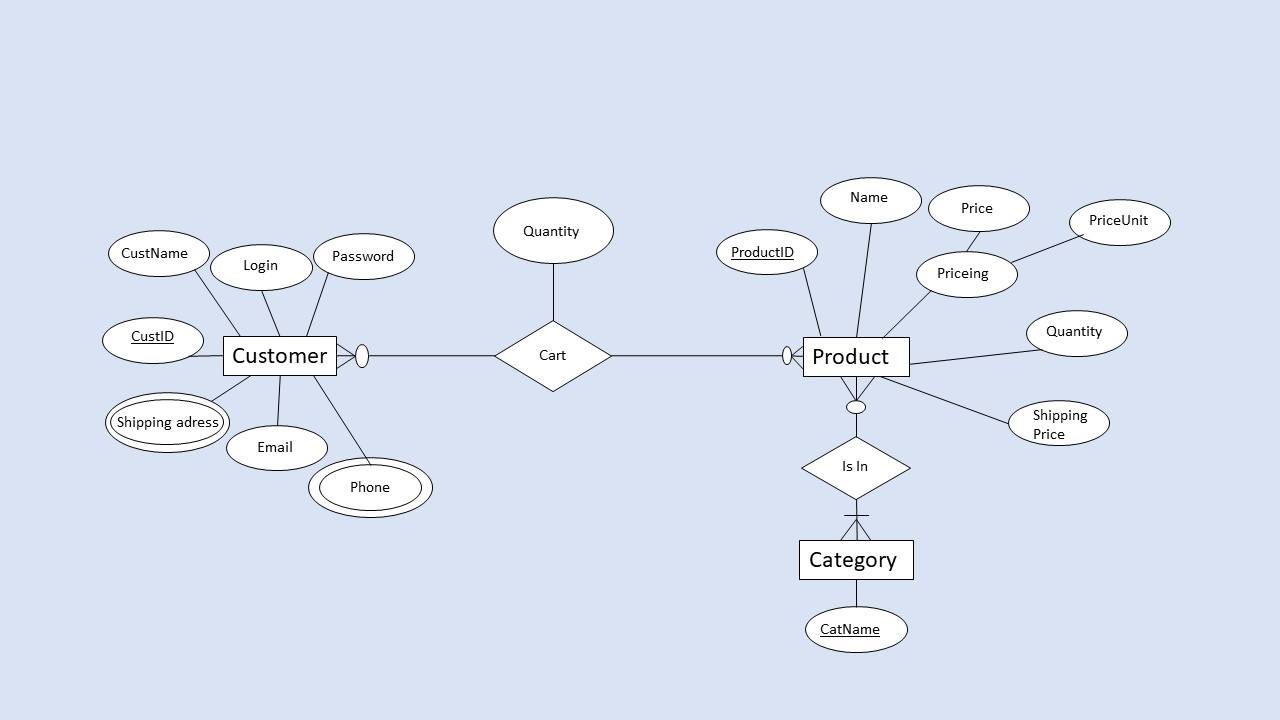 Name
Price
PriceUnit
Quantity
CustName
Login
Password
ProductID
Priceing
CustID
Quantity
Customer
Cart
Product
Shipping adress
Email
Shipping
Price
Phone
Is In
Category
CatName